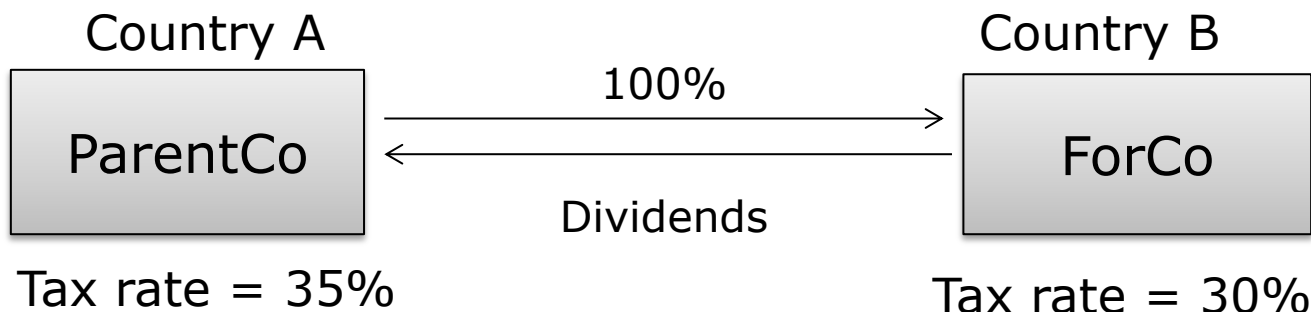 Country A
Country B
100%
ParentCo
ForCo
Dividends
Tax rate = 35%
Tax rate = 30%